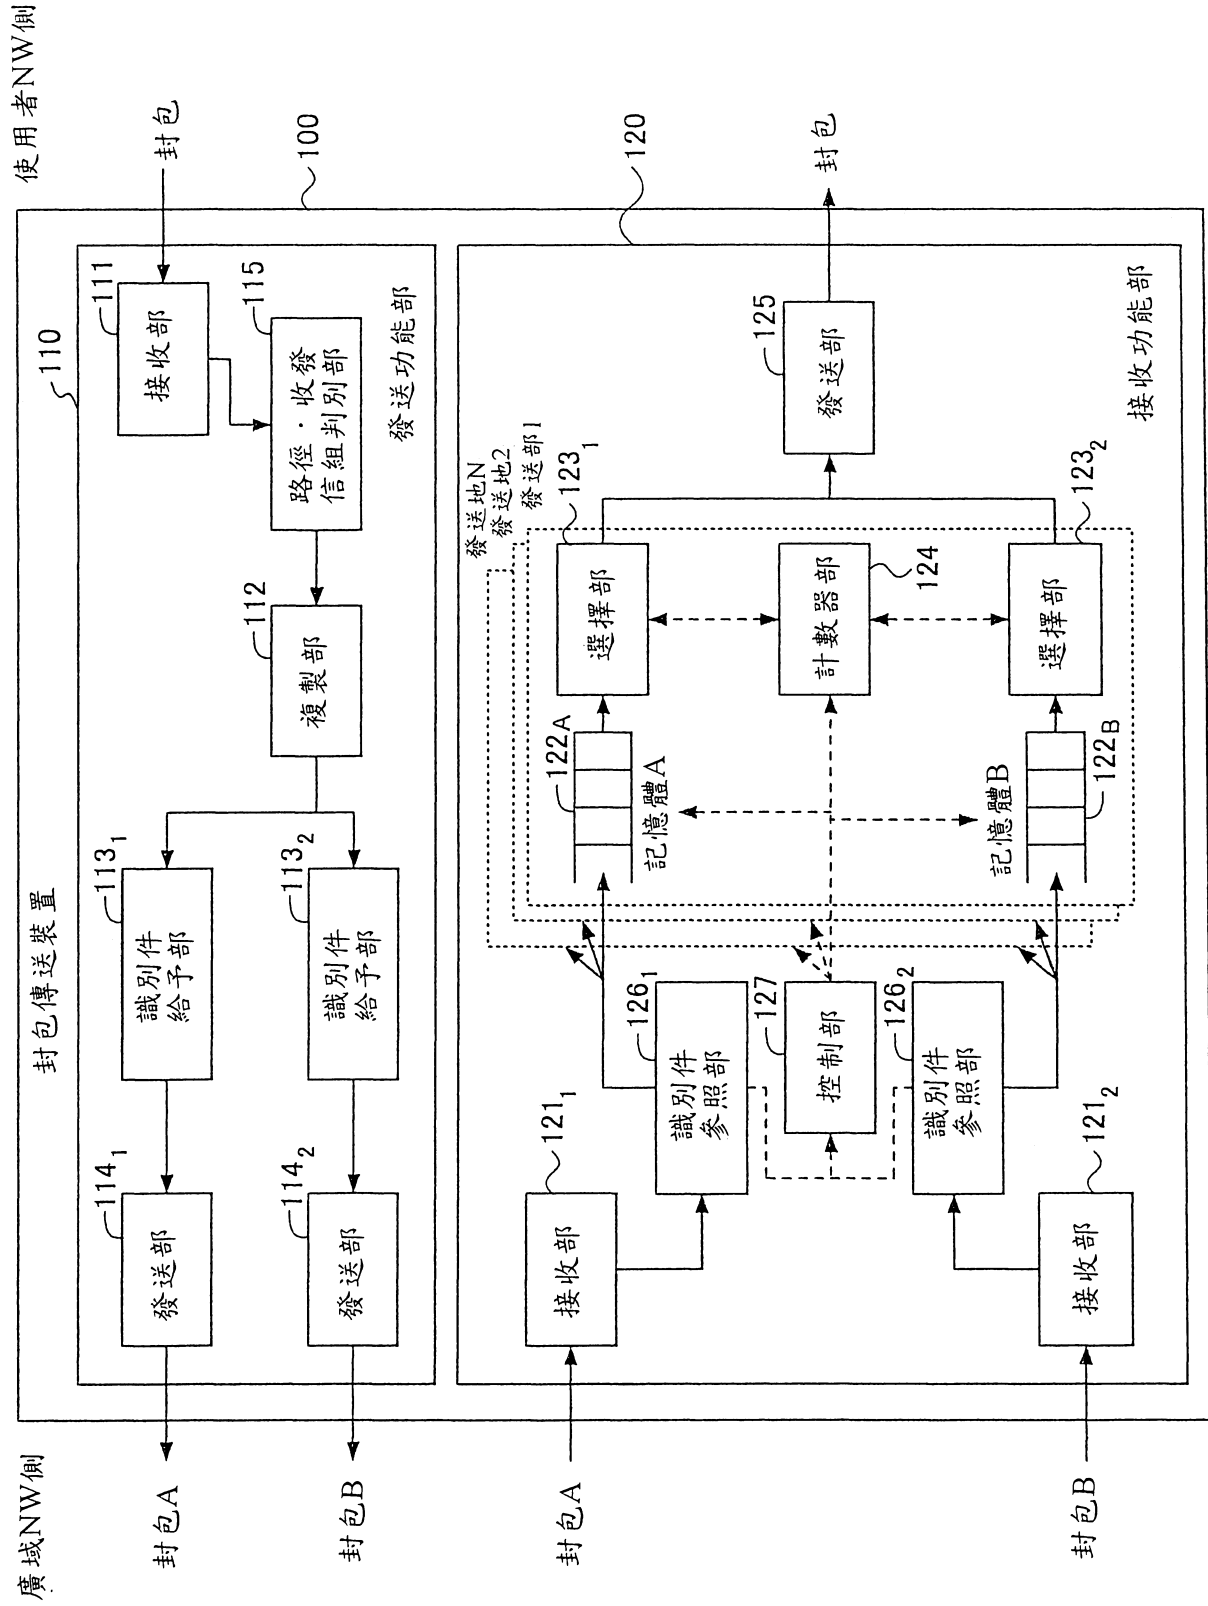 廣域NW側
使用者NW側
封包傳送裝置
100
110
114₁
發送部
封包A
113₁
識別件
給予部
111
接收部
封包
114₂
發送部
封包B
113₂
識別件
給予部
112
複製部
115
路徑·收發
信組判別部
發送功能部
120
發送地N
發送地2
發送部1
封包A
121₁
接收部
126₁
識別件
參照部
122A
記憶體A
123₁
選擇部
127
控制部
124
計數器部
125
發送部
封包
126₂
識別件
參照部
記憶體B
122B
123₂
選擇部
封包B
121₂
接收部
接收功能部